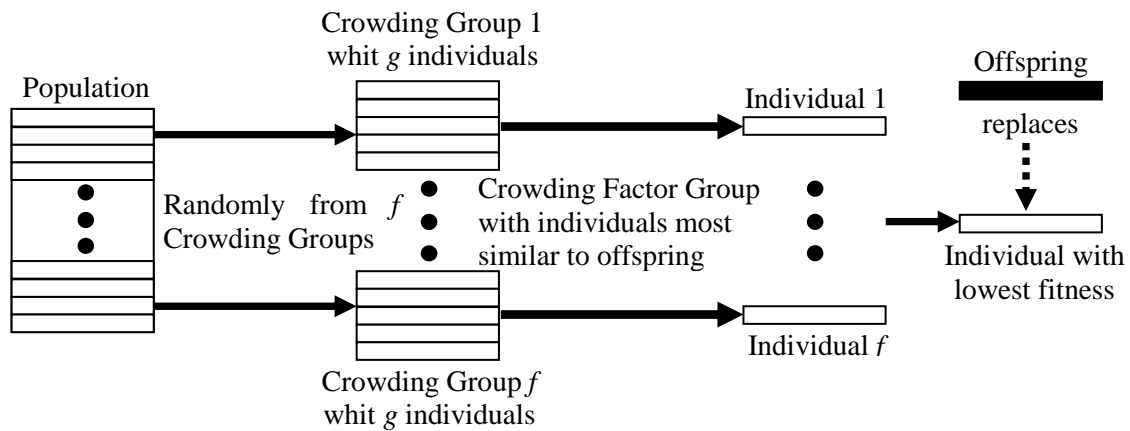 Population
Randomly from f
Crowding Groups
Crowding Group 1
whit g individuals
Crowding Group f
whit g individuals
Crowding Factor Group
with individuals most
similar to offspring
Individual 1
Individual f
Offspring
replaces
Individual with
lowest fitness